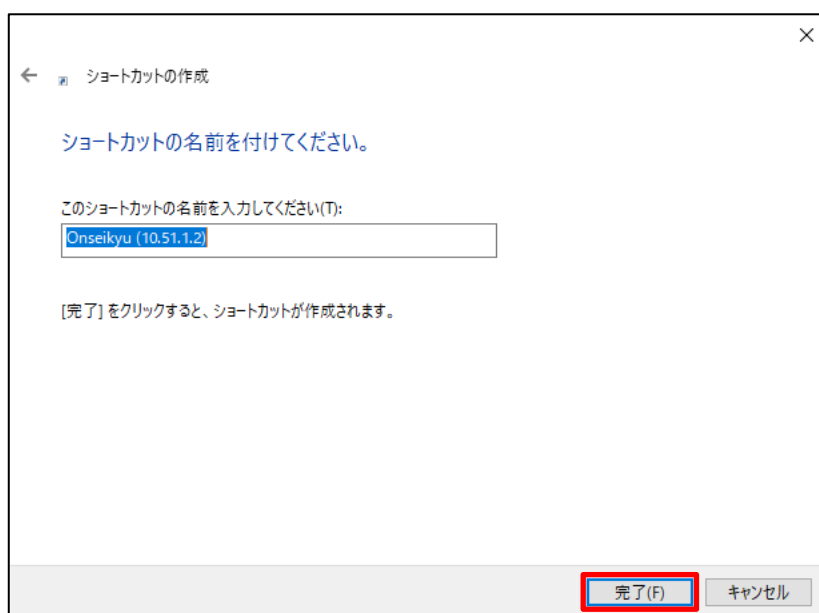 ショートカットの作成
ショートカットの名前を付けてください。
このショートカットの名前を入力してください(T):
Onseikyu (10.51.1.2)
[完了] をクリックすると、ショートカットが作成されます。
完了(F)
キャンセル